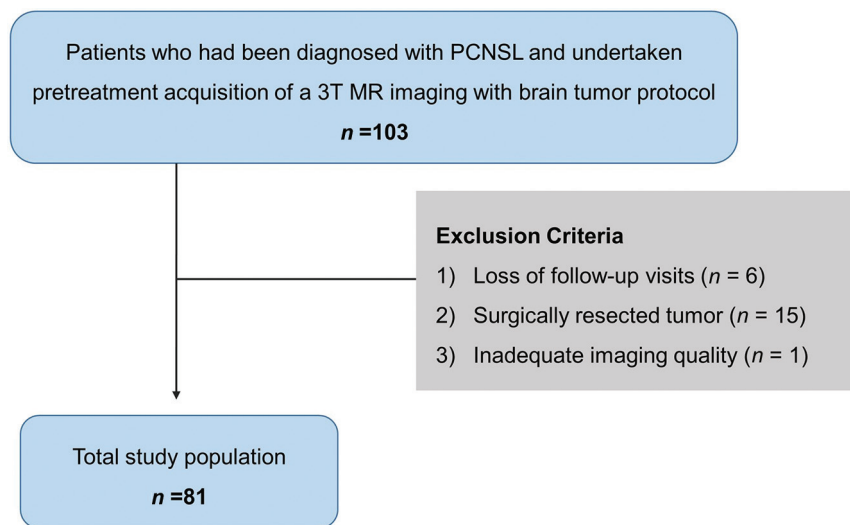 Patients who had been diagnosed with PCNSL and undertaken
pretreatment acquisition of a 3T MR imaging with brain tumor protocol
n =103
Exclusion Criteria
1) Loss of follow-up visits (n = 6)
2) Surgically resected tumor (n = 15)
3) Inadequate imaging quality (n = 1)
Total study population
n =81